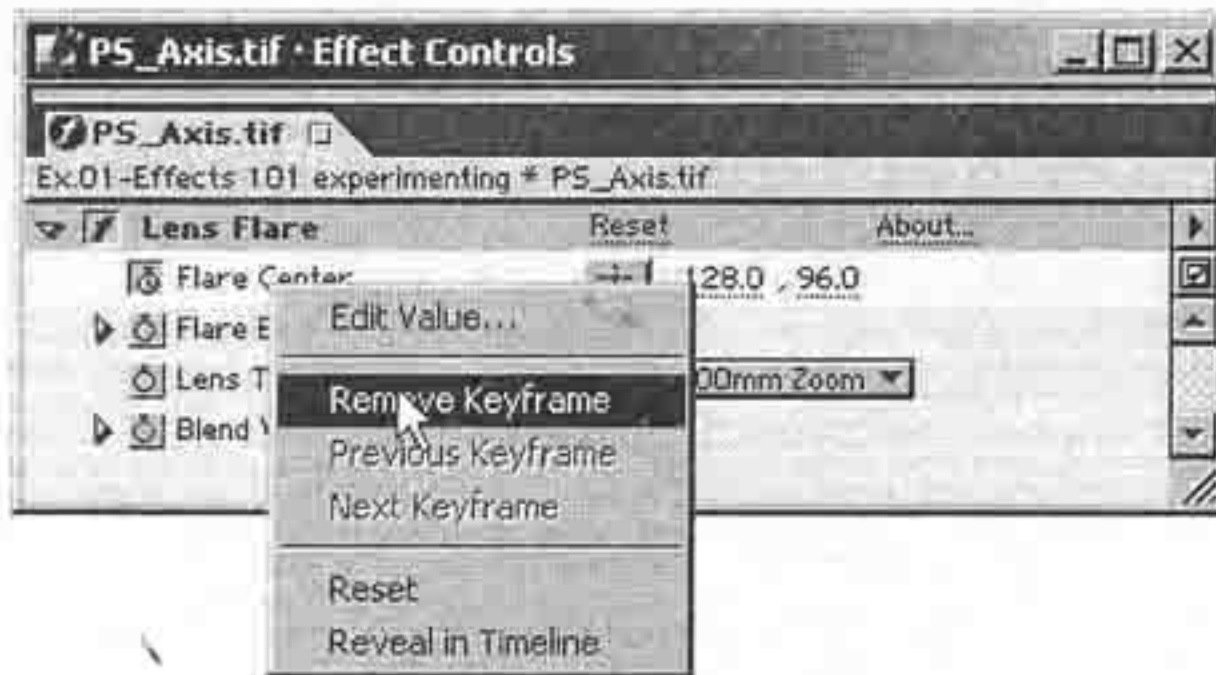 PS_Axis.tif · Effect Controls
PS_Axis.tif
Ex.01-Effects 101 experimenting * PS_Axis.tif
Lens Flare Reset About...
Flare Center 128.0 , 96.0
Flare E
Lens T 00mm Zoom
Blend
Edit Value...
Remove Keyframe
Previous Keyframe
Next Keyframe
Reset
Reveal in Timeline